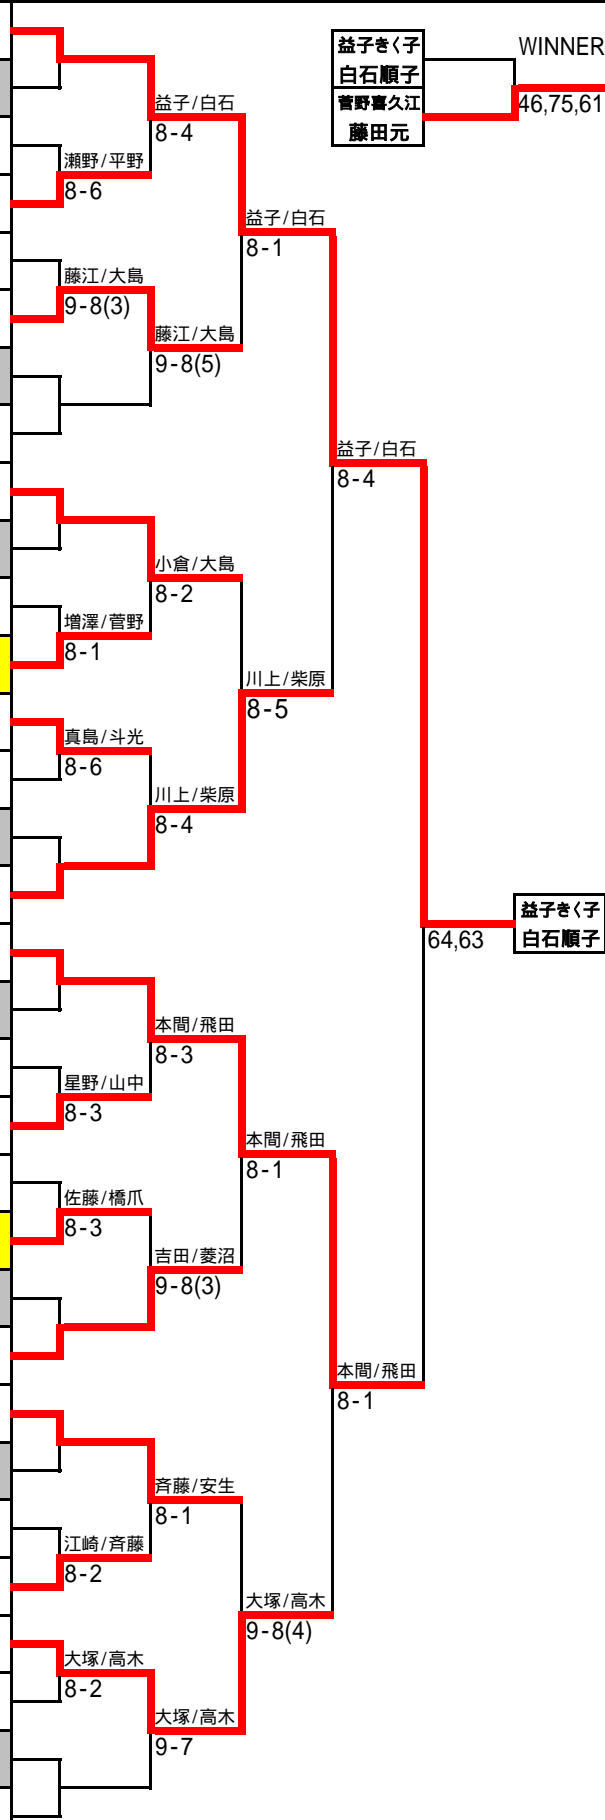 益子きく子
白石順子
菅野喜久江
藤田元
WINNER
46,75,61
益子/白石
8-4
瀬野/平野
8-6
益子/白石
8-1
藤江/大島
9-8(3)
藤江/大島
9-8(5)
益子/白石
8-4
小倉/大島
8-2
増澤/菅野
8-1
川上/柴原
8-5
真島/斗光
8-6
川上/柴原
8-4
益子きく子
白石順子
64,63
本間/飛田
8-3
星野/山中
8-3
本間/飛田
8-1
佐藤/橋爪
8-3
吉田/菱沼
9-8(3)
本間/飛田
8-1
斉藤/安生
8-1
江崎/斉藤
8-2
大塚/高木
9-8(4)
大塚/高木
8-2
大塚/高木
9-7